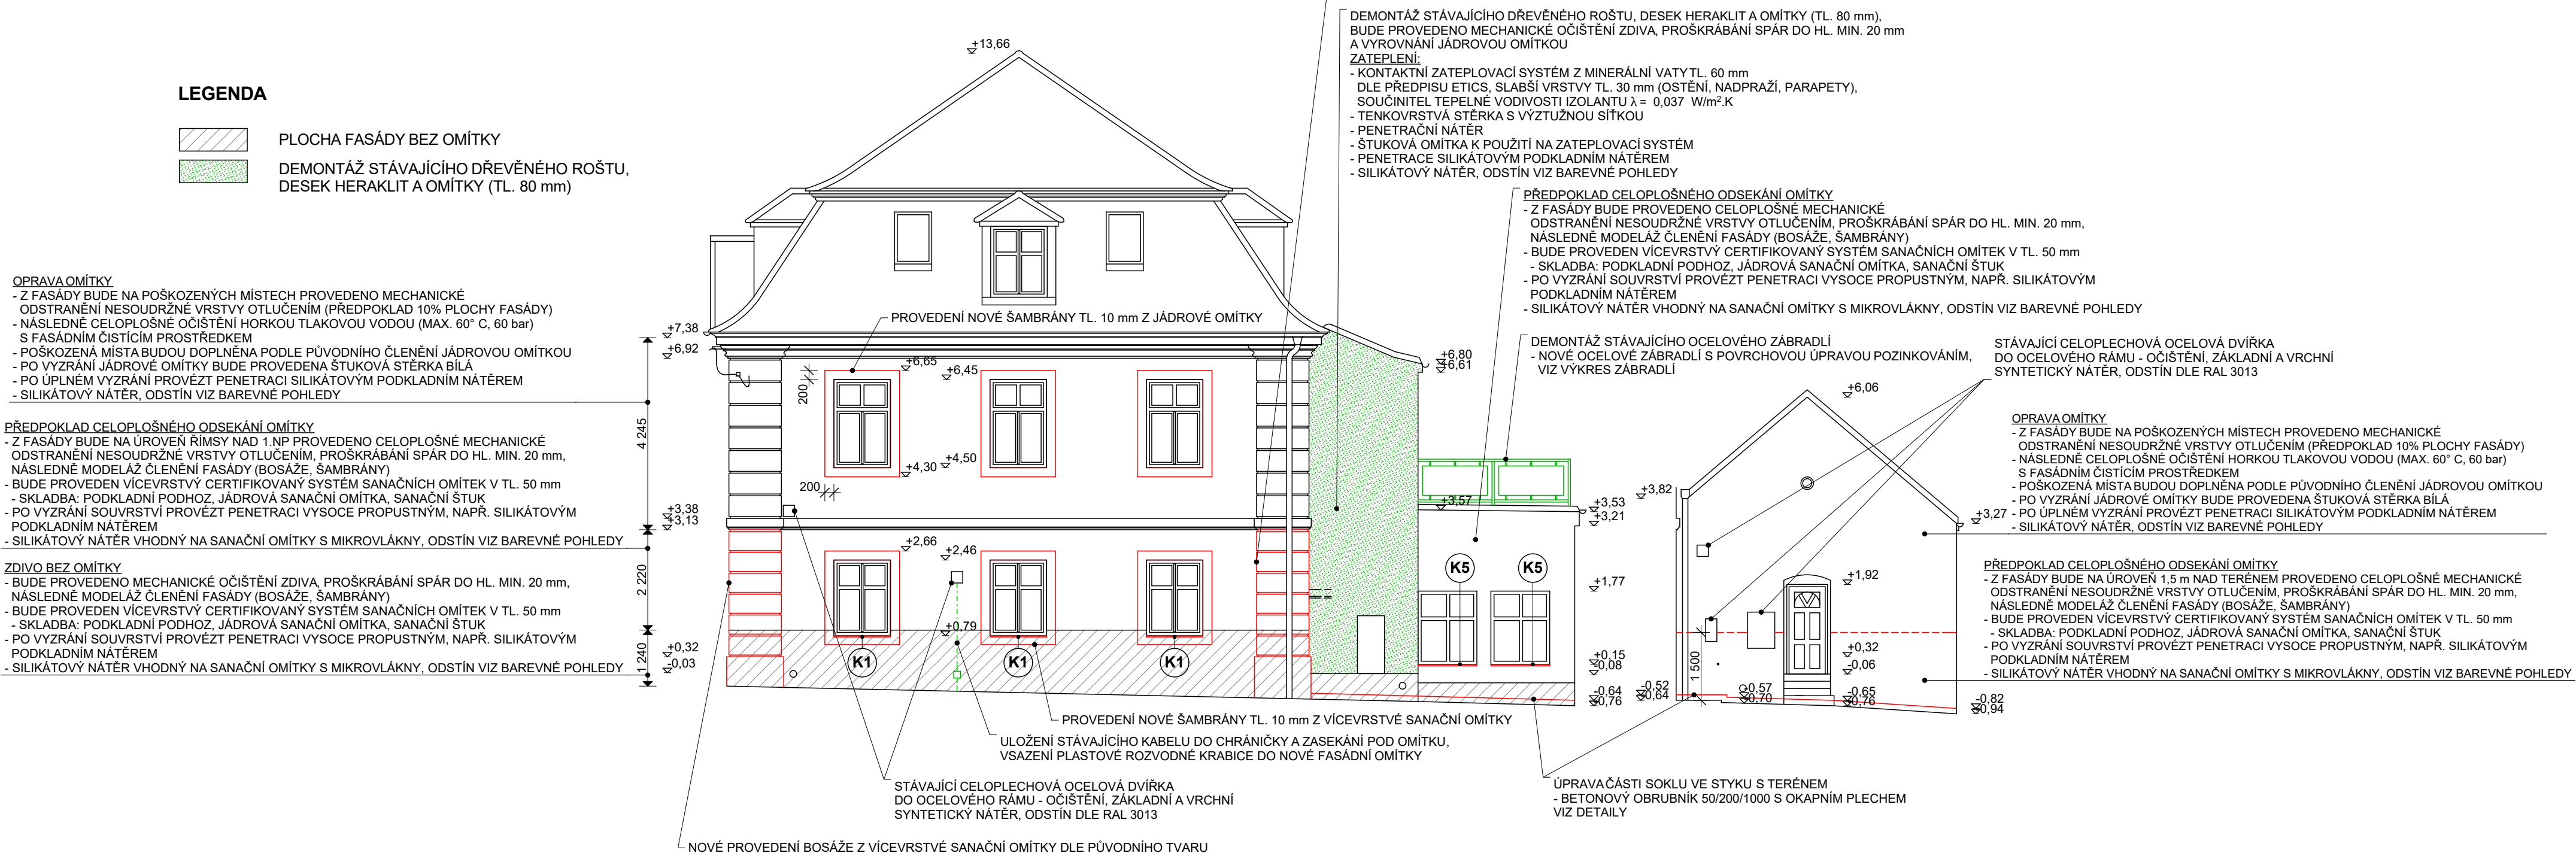 LEGENDA
PLOCHA FASÁDY BEZ OMÍTKY
DEMONTÁŽ STÁVAJÍCÍHO DŘEVĚNÉHO ROŠTU,
DESEK HERAKLIT A OMÍTKY (TL. 80 mm)
OPRAVA OMÍTKY
- Z FASÁDY BUDE NA POŠKOZENÝCH MÍSTECH PROVEDENO MECHANICKÉ
ODSTRANĚNÍ NESOUDRŽNÉ VRSTVY OTLUČENÍM (PŘEDPOKLAD 10% PLOCHY FASÁDY)
- NÁSLEDNĚ CELOPLOŠNÉ OČIŠTĚNÍ HORKOU TLAKOVOU VODOU (MAX. 60° C, 60 bar)
S FASÁDNÍM ČISTÍCÍM PROSTŘEDKEM
- POŠKOZENÁ MÍSTA BUDOU DOPLNĚNA PODLE PŮVODNÍHO ČLENĚNÍ JÁDROVOU OMÍTKOU
- PO VYZRÁNÍ JÁDROVÉ OMÍTKY BUDE PROVEDENA ŠTUKOVÁ STĚRKA BÍLÁ
- PO ÚPLNÉM VYZRÁNÍ PROVÉZT PENETRACI SILIKÁTOVÝM PODKLADNÍM NÁTĚREM
- SILIKÁTOVÝ NÁTĚR, ODSTÍN VIZ BAREVNÉ POHLEDY
PŘEDPOKLAD CELOPLOŠNÉHO ODSEKÁNÍ OMÍTKY
- Z FASÁDY BUDE NA ÚROVEŇ ŘÍMSY NAD 1.NP PROVEDENO CELOPLOŠNÉ MECHANICKÉ
ODSTRANĚNÍ NESOUDRŽNÉ VRSTVY OTLUČENÍM, PROŠKRÁBÁNÍ SPÁR DO HL. MIN. 20 mm,
NÁSLEDNĚ MODELÁŽ ČLENĚNÍ FASÁDY (BOSÁŽE, ŠAMBRÁNY)
- BUDE PROVEDEN VÍCEVRSTVÝ CERTIFIKOVANÝ SYSTÉM SANAČNÍCH OMÍTEK V TL. 50 mm
- SKLADBA: PODKLADNÍ PODHOZ, JÁDROVÁ SANAČNÍ OMÍTKA, SANAČNÍ ŠTUK
- PO VYZRÁNÍ SOUVRSTVÍ PROVÉZT PENETRACI VYSOCE PROPUSTNÝM, NAPŘ. SILIKÁTOVÝM
PODKLADNÍM NÁTĚREM
- SILIKÁTOVÝ NÁTĚR VHODNÝ NA SANAČNÍ OMÍTKY S MIKROVLÁKNY, ODSTÍN VIZ BAREVNÉ POHLEDY
ZDIVO BEZ OMÍTKY
- BUDE PROVEDENO MECHANICKÉ OČIŠTĚNÍ ZDIVA, PROŠKRÁBÁNÍ SPÁR DO HL. MIN. 20 mm,
NÁSLEDNĚ MODELÁŽ ČLENĚNÍ FASÁDY (BOSÁŽE, ŠAMBRÁNY)
- BUDE PROVEDEN VÍCEVRSTVÝ CERTIFIKOVANÝ SYSTÉM SANAČNÍCH OMÍTEK V TL. 50 mm
- SKLADBA: PODKLADNÍ PODHOZ, JÁDROVÁ SANAČNÍ OMÍTKA, SANAČNÍ ŠTUK
- PO VYZRÁNÍ SOUVRSTVÍ PROVÉZT PENETRACI VYSOCE PROPUSTNÝM, NAPŘ. SILIKÁTOVÝM
PODKLADNÍM NÁTĚREM
- SILIKÁTOVÝ NÁTĚR VHODNÝ NA SANAČNÍ OMÍTKY S MIKROVLÁKNY, ODSTÍN VIZ BAREVNÉ POHLEDY
4 245
2 220
1 240
+7,38
+6,92
+3,38
+3,13
+0,32
-0,03
+13,66
PROVEDENÍ NOVÉ ŠAMBRÁNY TL. 10 mm Z JÁDROVÉ OMÍTKY
+6,65
+6,45
200
+4,30
+4,50
200
+2,66
+2,46
+0,79
K1
K1
K1
PROVEDENÍ NOVÉ ŠAMBRÁNY TL. 10 mm Z VÍCEVRSTVÉ SANAČNÍ OMÍTKY
ULOŽENÍ STÁVAJÍCÍHO KABELU DO CHRÁNIČKY A ZASEKÁNÍ POD OMÍTKU,
VSAZENÍ PLASTOVÉ ROZVODNÉ KRABICE DO NOVÉ FASÁDNÍ OMÍTKY
STÁVAJÍCÍ CELOPLECHOVÁ OCELOVÁ DVÍŘKA
DO OCELOVÉHO RÁMU - OČIŠTĚNÍ, ZÁKLADNÍ A VRCHNÍ
SYNTETICKÝ NÁTĚR, ODSTÍN DLE RAL 3013
NOVÉ PROVEDENÍ BOSÁŽE Z VÍCEVRSTVÉ SANAČNÍ OMÍTKY DLE PŮVODNÍHO TVARU
DEMONTÁŽ STÁVAJÍCÍHO DŘEVĚNÉHO ROŠTU, DESEK HERAKLIT A OMÍTKY (TL. 80 mm),
BUDE PROVEDENO MECHANICKÉ OČIŠTĚNÍ ZDIVA, PROŠKRÁBÁNÍ SPÁR DO HL. MIN. 20 mm
A VYROVNÁNÍ JÁDROVOU OMÍTKOU
ZATEPLENÍ:
- KONTAKTNÍ ZATEPLOVACÍ SYSTÉM Z MINERÁLNÍ VATY TL. 60 mm
DLE PŘEDPISU ETICS, SLABŠÍ VRSTVY TL. 30 mm (OSTĚNÍ, NADPRAŽÍ, PARAPETY),
SOUČINITEL TEPELNÉ VODIVOSTI IZOLANTU λ = 0,037 W/m².K
- TENKOVRSTVÁ STĚRKA S VÝZTUŽNOU SÍŤKOU
- PENETRAČNÍ NÁTĚR
- ŠTUKOVÁ OMÍTKA K POUŽITÍ NA ZATEPLOVACÍ SYSTÉM
- PENETRACE SILIKÁTOVÝM PODKLADNÍM NÁTĚREM
- SILIKÁTOVÝ NÁTĚR, ODSTÍN VIZ BAREVNÉ POHLEDY
PŘEDPOKLAD CELOPLOŠNÉHO ODSEKÁNÍ OMÍTKY
- Z FASÁDY BUDE PROVEDENO CELOPLOŠNÉ MECHANICKÉ
ODSTRANĚNÍ NESOUDRŽNÉ VRSTVY OTLUČENÍM, PROŠKRÁBÁNÍ SPÁR DO HL. MIN. 20 mm,
NÁSLEDNĚ MODELÁŽ ČLENĚNÍ FASÁDY (BOSÁŽE, ŠAMBRÁNY)
- BUDE PROVEDEN VÍCEVRSTVÝ CERTIFIKOVANÝ SYSTÉM SANAČNÍCH OMÍTEK V TL. 50 mm
- SKLADBA: PODKLADNÍ PODHOZ, JÁDROVÁ SANAČNÍ OMÍTKA, SANAČNÍ ŠTUK
- PO VYZRÁNÍ SOUVRSTVÍ PROVÉZT PENETRACI VYSOCE PROPUSTNÝM, NAPŘ. SILIKÁTOVÝM
PODKLADNÍM NÁTĚREM
- SILIKÁTOVÝ NÁTĚR VHODNÝ NA SANAČNÍ OMÍTKY S MIKROVLÁKNY, ODSTÍN VIZ BAREVNÉ POHLEDY
DEMONTÁŽ STÁVAJÍCÍHO OCELOVÉHO ZÁBRADLÍ
- NOVÉ OCELOVÉ ZÁBRADLÍ S POVRCHOVOU ÚPRAVOU POZINKOVÁNÍM,
VIZ VÝKRES ZÁBRADLÍ
+6,80
+6,61
+3,57
+3,53
+3,21
K5
K5
+1,77
+0,15
-0,08
-0,64
-0,76
ÚPRAVA ČÁSTI SOKLU VE STYKU S TERÉNEM
- BETONOVÝ OBRUBNÍK 50/200/1000 S OKAPNÍM PLECHEM
VIZ DETAILY
STÁVAJÍCÍ CELOPLECHOVÁ OCELOVÁ DVÍŘKA
DO OCELOVÉHO RÁMU - OČIŠTĚNÍ, ZÁKLADNÍ A VRCHNÍ
SYNTETICKÝ NÁTĚR, ODSTÍN DLE RAL 3013
+6,06
+3,82
+3,27
+1,92
+0,32
-0,06
1 500
-0,52
-0,64
-0,57
-0,70
-0,65
-0,76
-0,82
-0,94
OPRAVA OMÍTKY
- Z FASÁDY BUDE NA POŠKOZENÝCH MÍSTECH PROVEDENO MECHANICKÉ
ODSTRANĚNÍ NESOUDRŽNÉ VRSTVY OTLUČENÍM (PŘEDPOKLAD 10% PLOCHY FASÁDY)
- NÁSLEDNĚ CELOPLOŠNÉ OČIŠTĚNÍ HORKOU TLAKOVOU VODOU (MAX. 60° C, 60 bar)
S FASÁDNÍM ČISTÍCÍM PROSTŘEDKEM
- POŠKOZENÁ MÍSTA BUDOU DOPLNĚNA PODLE PŮVODNÍHO ČLENĚNÍ JÁDROVOU OMÍTKOU
- PO VYZRÁNÍ JÁDROVÉ OMÍTKY BUDE PROVEDENA ŠTUKOVÁ STĚRKA BÍLÁ
- PO ÚPLNÉM VYZRÁNÍ PROVÉZT PENETRACI SILIKÁTOVÝM PODKLADNÍM NÁTĚREM
- SILIKÁTOVÝ NÁTĚR, ODSTÍN VIZ BAREVNÉ POHLEDY
PŘEDPOKLAD CELOPLOŠNÉHO ODSEKÁNÍ OMÍTKY
- Z FASÁDY BUDE NA ÚROVEŇ 1,5 m NAD TERÉNEM PROVEDENO CELOPLOŠNÉ MECHANICKÉ
ODSTRANĚNÍ NESOUDRŽNÉ VRSTVY OTLUČENÍM, PROŠKRÁBÁNÍ SPÁR DO HL. MIN. 20 mm,
NÁSLEDNĚ MODELÁŽ ČLENĚNÍ FASÁDY (BOSÁŽE, ŠAMBRÁNY)
- BUDE PROVEDEN VÍCEVRSTVÝ CERTIFIKOVANÝ SYSTÉM SANAČNÍCH OMÍTEK V TL. 50 mm
- SKLADBA: PODKLADNÍ PODHOZ, JÁDROVÁ SANAČNÍ OMÍTKA, SANAČNÍ ŠTUK
- PO VYZRÁNÍ SOUVRSTVÍ PROVÉZT PENETRACI VYSOCE PROPUSTNÝM, NAPŘ. SILIKÁTOVÝM
PODKLADNÍM NÁTĚREM
- SILIKÁTOVÝ NÁTĚR VHODNÝ NA SANAČNÍ OMÍTKY S MIKROVLÁKNY, ODSTÍN VIZ BAREVNÉ POHLEDY